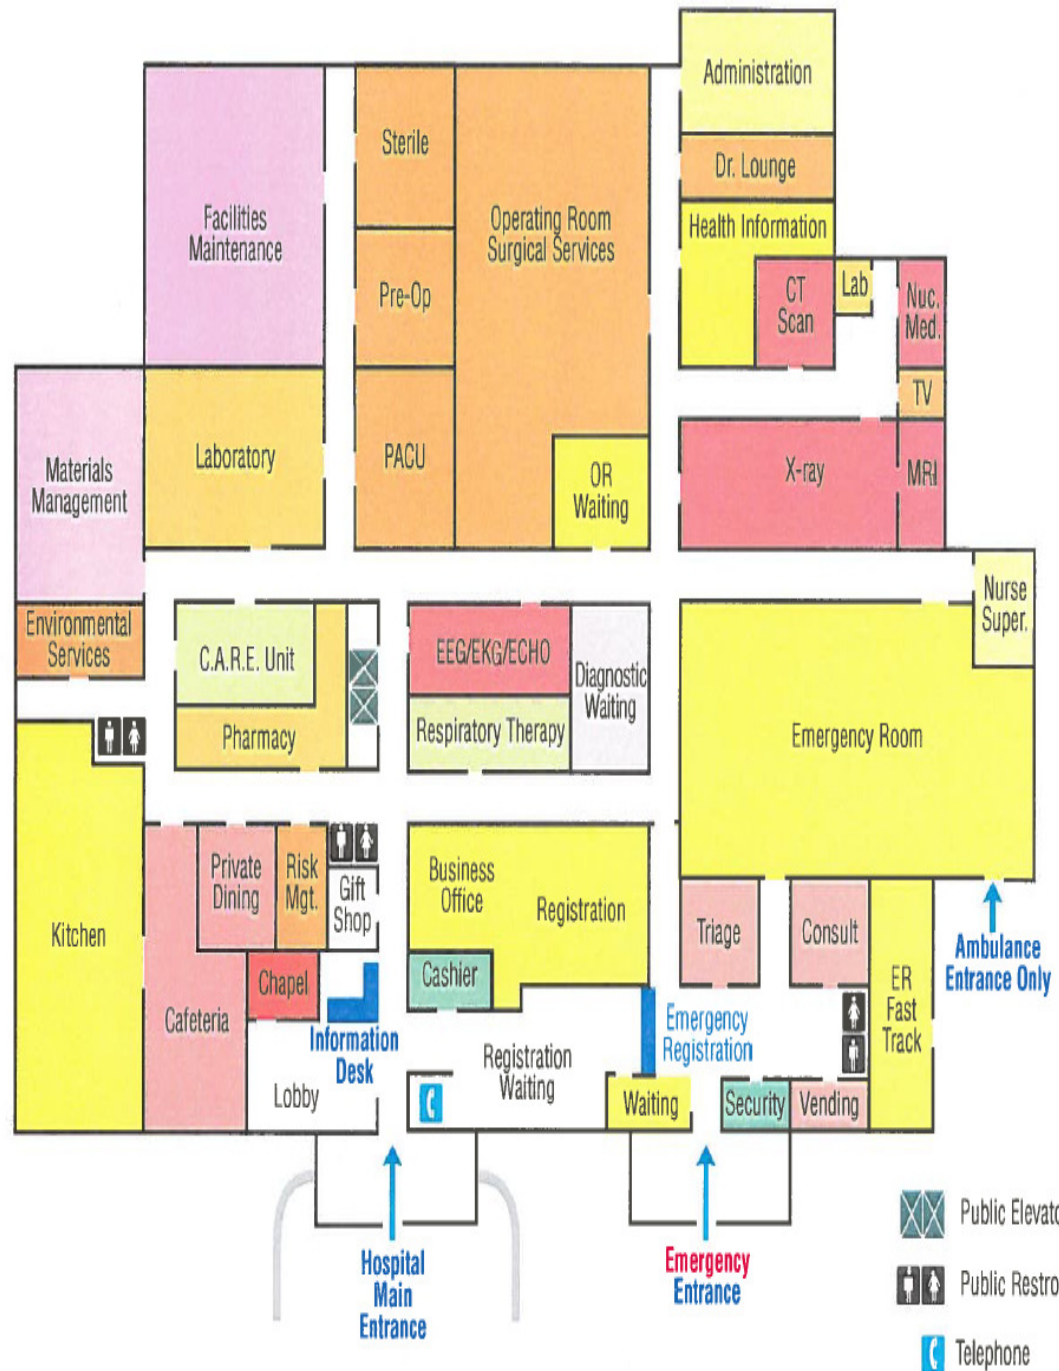 Administration
Dr. Lounge
Health Information
CT
Scan
Lab
Nuc.
Med.
TV
Sterile
Operating Room
Surgical Services
Facilities
Maintenance
Pre-Op
Materials
Management
Laboratory
PACU
OR
Waiting
X-ray
MRI
Nurse
Super.
Environmental
Services
C.A.R.E. Unit
Pharmacy
EEG/EKG/ECHO
Respiratory Therapy
Diagnostic
Waiting
Emergency Room
Kitchen
Private
Dining
Risk
Mgt.
Gift
Shop
Business
Office
Registration
Triage
Consult
Ambulance
Entrance Only
Chapel
Cashier
ER
Fast
Track
Cafeteria
Information
Desk
Emergency
Registration
Lobby
Registration
Waiting
Waiting
Security
Vending
Hospital
Main
Entrance
Emergency
Entrance
Public Elevato
Public Restro
Telephone